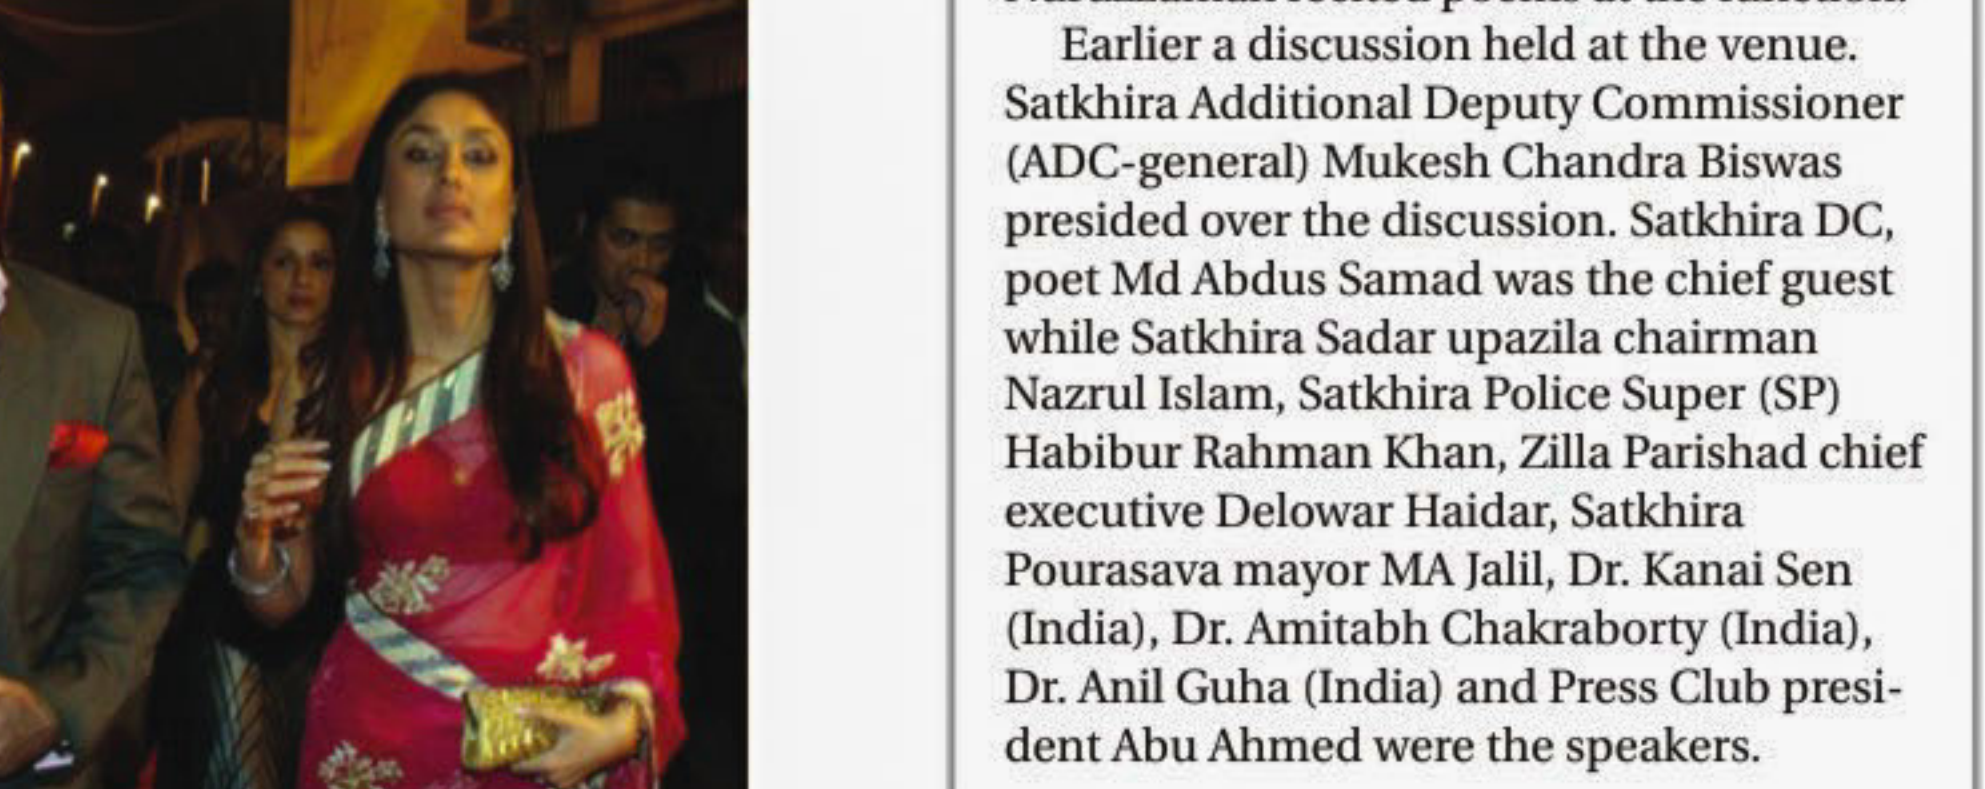 Earlier a discussion held at the venue.
Satkhira Additional Deputy Commissioner
(ADC-general) Mukesh Chandra Biswas
presided over the discussion. Satkhira DC,
poet Md Abdus Samad was the chief guest
while Satkhira Sadar upazila chairman
Nazrul Islam, Satkhira Police Super (SP)
Habibur Rahman Khan, Zilla Parishad chief
executive Delowar Haidar, Satkhira
Pourasava mayor MA Jalil, Dr. Kanai Sen
(India), Dr. Amitabh Chakraborty (India),
Dr. Anil Guha (India) and Press Club presi-
dent Abu Ahmed were the speakers.